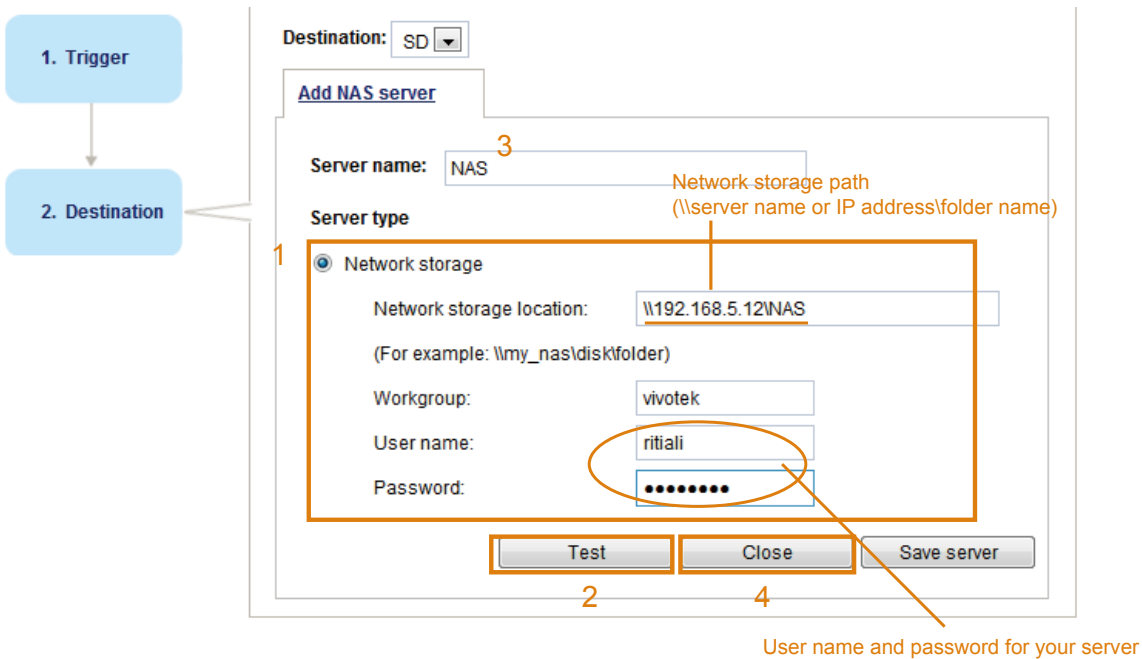 1. Trigger
2. Destination
Destination: SD
Add NAS server
3
Server name: NAS
Network storage path
(\\server name or IP address\folder name)
Server type
1
Network storage
Network storage location: \\192.168.5.12\NAS
(For example: \\my_nas\disk\folder)
Workgroup: vivotek
User name: ritiali
Password: ●●●●●●●●
Test Close Save server
2 4
User name and password for your server